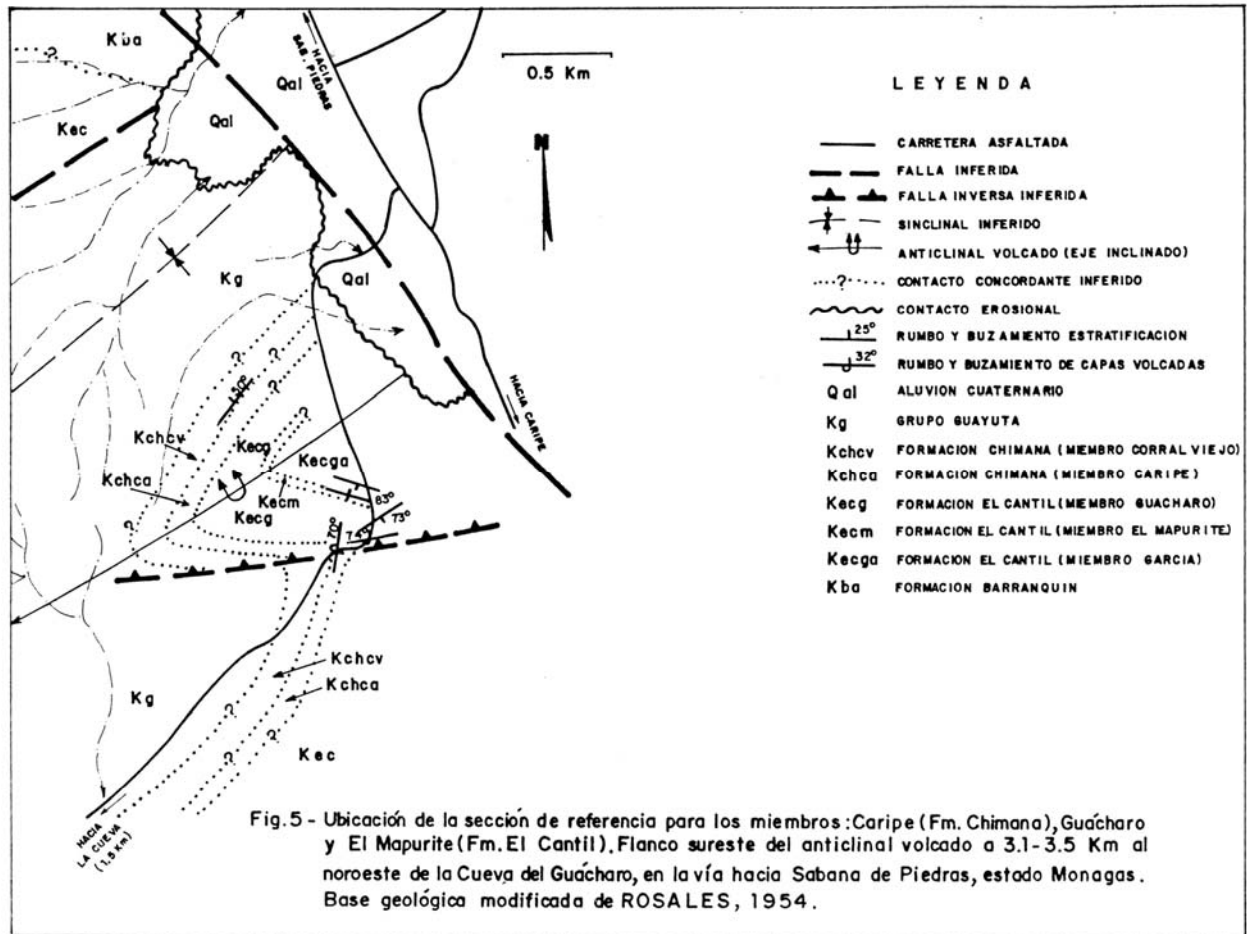 Kba
HACIA
SAB. PIEDRAS
0.5 Km
?
Qal
Qal
Kec
N
Kg
Qal
?
?
?
30°
HACIA CARIPE
?
Kchcv
Kecg
Kecga
Kchca
Kecm
83°
Kecg
73°
?
70°
74°
Kchcv
Kchca
Kg
?
?
?
Kec
HACIA
LA CUEVA
(1,5 Km)
LEYENDA
CARRETERA ASFALTADA
FALLA INFERIDA
FALLA INVERSA INFERIDA
SINCLINAL INFERIDO
ANTICLINAL VOLCADO (EJE INCLINADO)
? CONTACTO CONCORDANTE INFERIDO
CONTACTO EROSIONAL
25° RUMBO Y BUZAMIENTO ESTRATIFICACION
32° RUMBO Y BUZAMIENTO DE CAPAS VOLCADAS
Qal ALUVION CUATERNARIO
Kg GRUPO GUAYUTA
Kchcv FORMACION CHIMANA (MIEMBRO CORRAL VIEJO)
Kchca FORMACION CHIMANA (MIEMBRO CARIPE)
Kecg FORMACION EL CANTIL (MIEMBRO GUACHARO)
Kecm FORMACION EL CANTIL (MIEMBRO EL MAPURITE)
Kecga FORMACION EL CANTIL (MIEMBRO GARCIA)
Kba FORMACION BARRANQUIN
Fig.5- Ubicación de la sección de referencia para los miembros: Caripe (Fm. Chimana), Guácharo
y El Mapurite (Fm. El Cantil). Flanco sureste del anticlinal volcado a 3.1-3.5 Km al
noroeste de la Cueva del Guácharo, en la vía hacia Sabana de Piedras, estado Monagas.
Base geológica modificada de ROSALES, 1954.